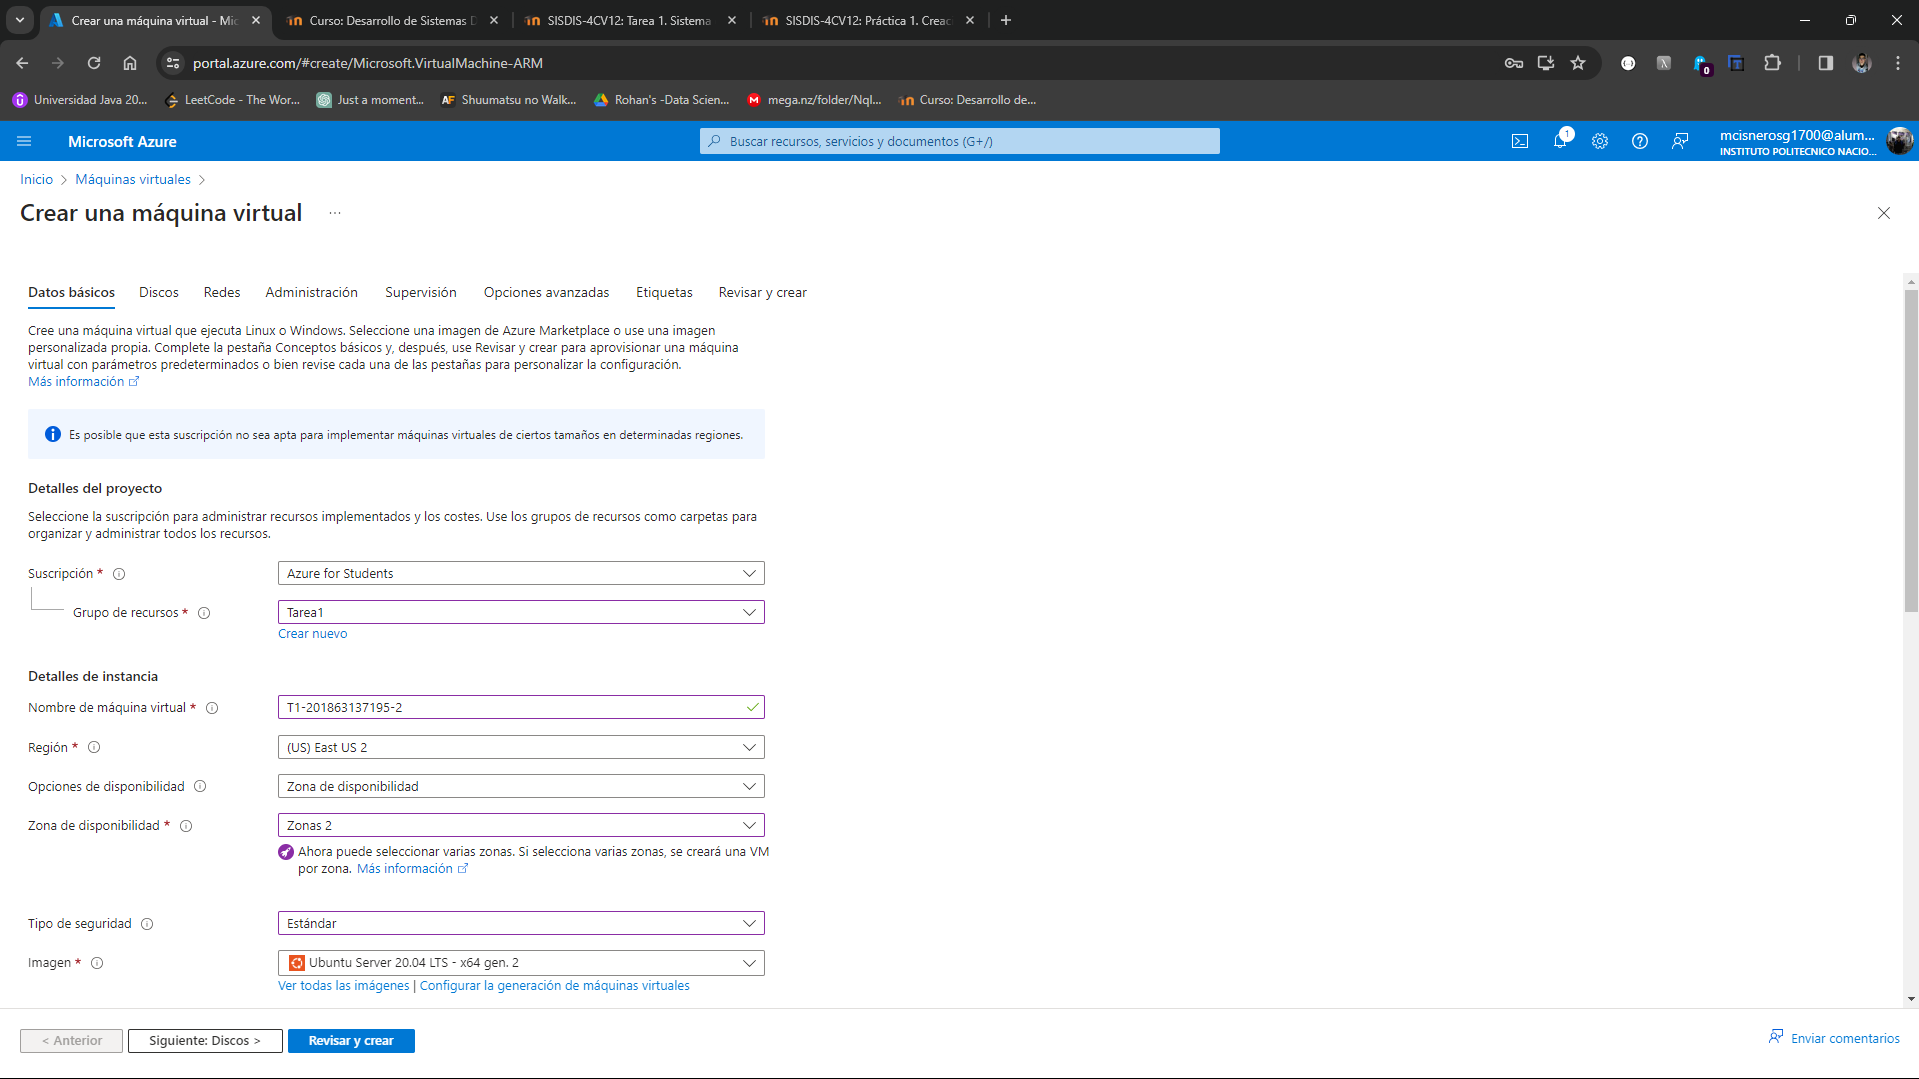 Crear una máquina virtual - Mic
Curso: Desarrollo de Sistemas D
SISDIS-4CV12: Tarea 1. Sistema
SISDIS-4CV12: Práctica 1. Creac
portal.azure.com/#create/Microsoft.VirtualMachine-ARM
0
Universidad Java 20...
LeetCode - The Wor...
Just a moment...
AF Shuumatsu no Walk...
Rohan's -Data Scien...
M mega.nz/folder/Nql...
Curso: Desarrollo de...
Microsoft Azure
Buscar recursos, servicios y documentos (G+/)
1
mcisnerosg1700@alum...
INSTITUTO POLITECNICO NACIO...
Inicio > Máquinas virtuales >
Crear una máquina virtual ...
Datos básicos Discos Redes Administración Supervisión Opciones avanzadas Etiquetas Revisar y crear
Cree una máquina virtual que ejecuta Linux o Windows. Seleccione una imagen de Azure Marketplace o use una imagen
personalizada propia. Complete la pestaña Conceptos básicos y, después, use Revisar y crear para aprovisionar una máquina
virtual con parámetros predeterminados o bien revise cada una de las pestañas para personalizar la configuración.
Más información
Es posible que esta suscripción no sea apta para implementar máquinas virtuales de ciertos tamaños en determinadas regiones.
Detalles del proyecto
Seleccione la suscripción para administrar recursos implementados y los costes. Use los grupos de recursos como carpetas para
organizar y administrar todos los recursos.
Suscripción * Azure for Students
Grupo de recursos * Tarea1
Crear nuevo
Detalles de instancia
Nombre de máquina virtual * T1-201863137195-2
Región * (US) East US 2
Opciones de disponibilidad Zona de disponibilidad
Zona de disponibilidad * Zonas 2
Ahora puede seleccionar varias zonas. Si selecciona varias zonas, se creará una VM
por zona. Más información
Tipo de seguridad Estándar
Imagen * Ubuntu Server 20.04 LTS - x64 gen. 2
Ver todas las imágenes | Configurar la generación de máquinas virtuales
< Anterior Siguiente: Discos > Revisar y crear
Enviar comentarios